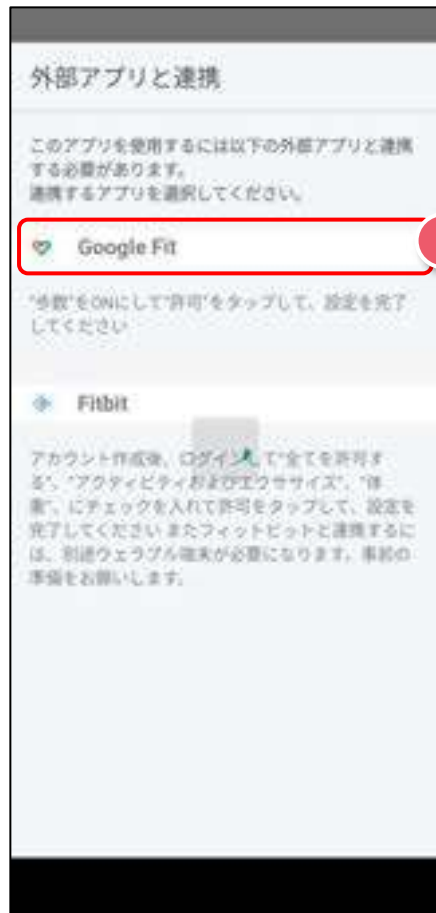 外部アプリと連携
このアプリを使用するには以下の外部アプリと連携
する必要があります。
連携するアプリを選択してください。
Google Fit
"歩数"をONにして"許可"をタップして、設定を完了
してください
Fitbit
アカウント作成後、ログインして"全てを許可す
る"、"アクティビティおよびエクササイズ"、"体
重"、にチェックを入れて許可をタップして、設定を
完了してください またフィットビットと連携するに
は、別途ウェラブル端末が必要になります。事前の
準備をお願いします。